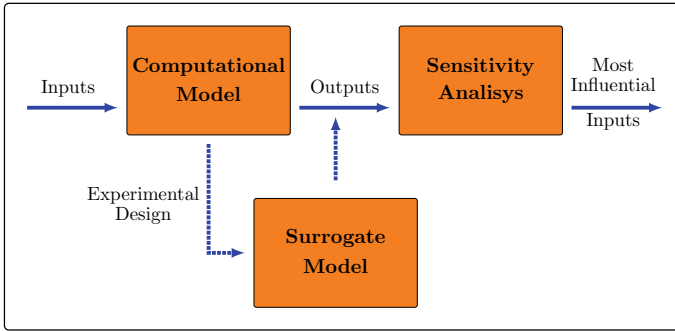 Inputs
Computational
Model
Outputs
Sensitivity
Analisys
Most
Influential
Inputs
Experimental
Design
Surrogate
Model